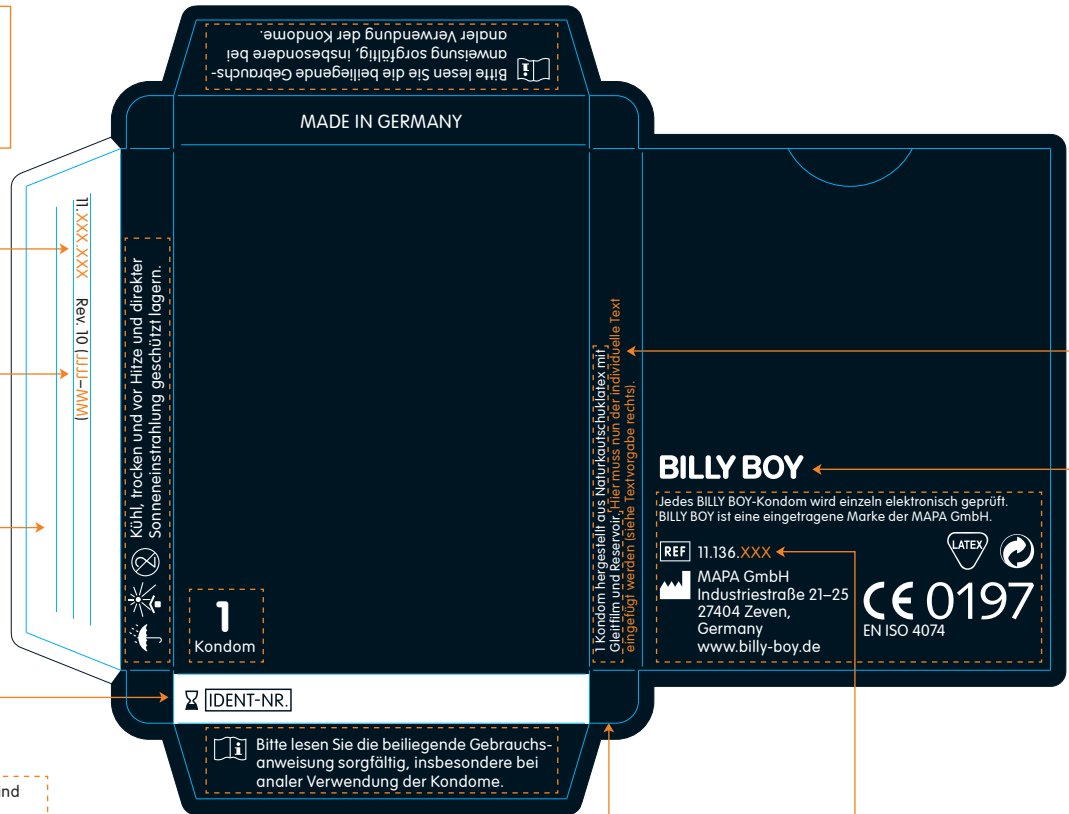 Bitte lesen Sie die beiliegende Gebrauchs-
anweisung sorgfältig, insbesondere bei
analer Verwendung der Kondome.
MADE IN GERMANY
11.XXX.XXX Rev. 10 (JJJJ–MM)
Kühl, trocken und vor Hitze und direkter
Sonneneinstrahlung geschützt lagern.
1
Kondom
1 Kondom hergestellt aus Naturkautschuklatex mit
Gleitfilm und Reservoir. Hier muss nun der individuelle Text
eingefügt werden (siehe Textvorgabe rechts).
BILLY BOY
Jedes BILLY BOY-Kondom wird einzeln elektronisch geprüft.
BILLY BOY ist eine eingetragene Marke der MAPA GmbH.
REF 11.136.XXX
LATEX
MAPA GmbH
Industriestraße 21–25
27404 Zeven,
Germany
www.billy-boy.de
CE 0197
EN ISO 4074
IDENT-NR.
Bitte lesen Sie die beiliegende Gebrauchs-
anweisung sorgfältig, insbesondere bei
analer Verwendung der Kondome.